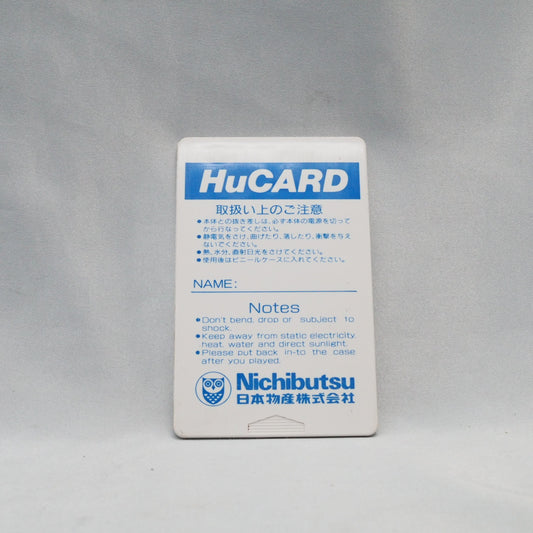 HuCARD
取扱い上のご注意
●本体との抜き差しは、必ず本体の電源を切って
から行なってください。
●静電気をさけ、曲げたり、落したり、衝撃を与え
ないでください。
●熱、水分、直射日光をさけてください。
●使用後はビニールケースに入れてください。
NAME:
Notes
●Don't bend, drop or subject to
shock.
●Keep away from static electricity,
heat, water and direct sunlight.
●Please put back in-to the case
after you played.
Nichibutsu
日本物産株式会社